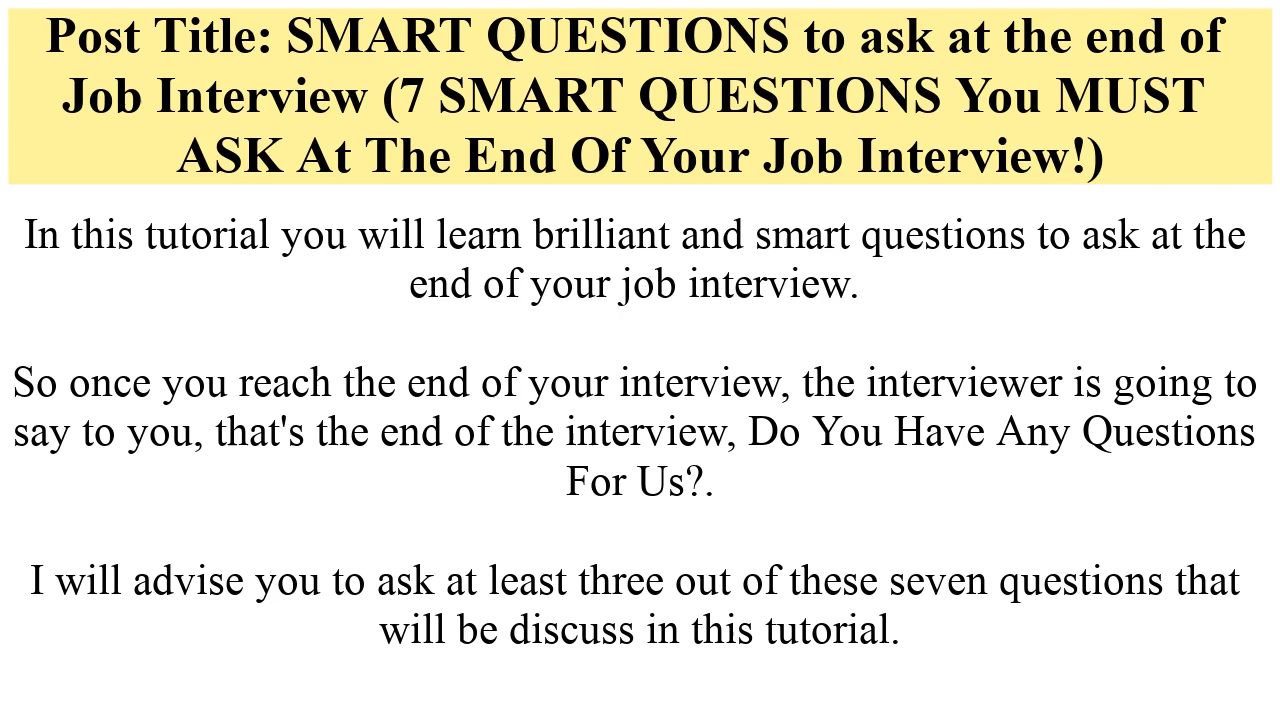 Post Title: SMART QUESTIONS to ask at the end of
Job Interview (7 SMART QUESTIONS You MUST
ASK At The End Of Your Job Interview!)
In this tutorial you will learn brilliant and smart questions to ask at the
end of your job interview.
So once you reach the end of your interview, the interviewer is going to
say to you, that's the end of the interview, Do You Have Any Questions
For Us?.
I will advise you to ask at least three out of these seven questions that
will be discuss in this tutorial.